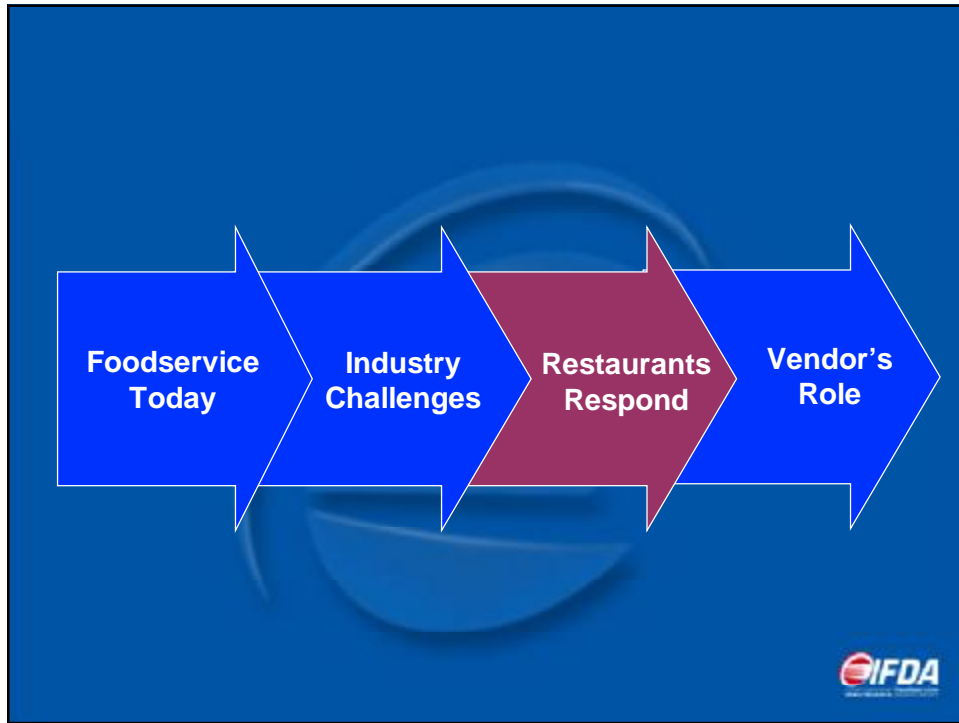 Foodservice
Today
Industry
Challenges
Restaurants
Respond
Vendor's
Role
IFDA